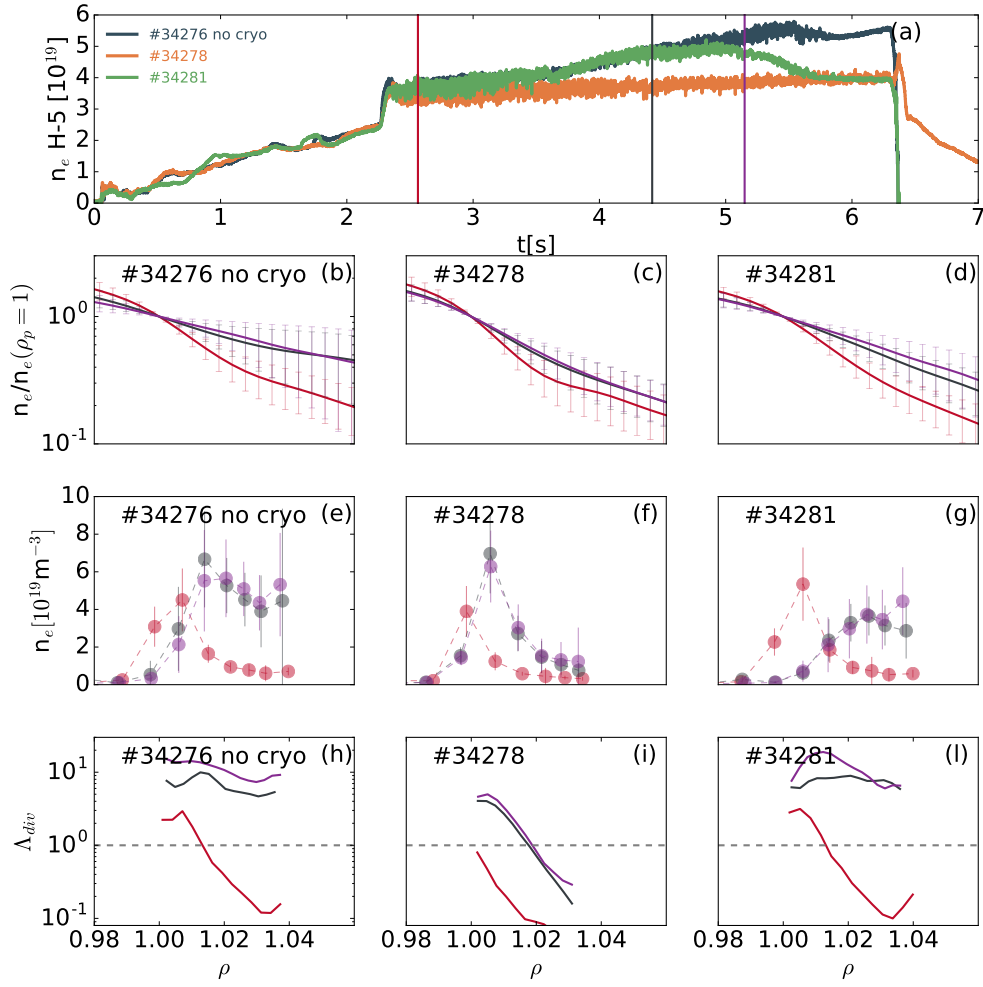 6
5
4
3
2
1
0
n_e H-5 [10^19]
#34276 no cryo
#34278
#34281
(a)
0 1 2 3 4 5 6 7
t[s]
#34276 no cryo (b)
#34278 (c)
#34281 (d)
10^0
10^-1
n_e/n_e(ρ_p = 1)
#34276 no cryo (e)
#34278 (f)
#34281 (g)
10
8
6
4
2
0
n_e[10^19 m^−3]
#34276 no cryo (h)
#34278 (i)
#34281 (l)
10^1
10^0
10^-1
Λ_div
0.98 1.00 1.02 1.04 0.98 1.00 1.02 1.04 0.98 1.00 1.02 1.04
ρ ρ ρ